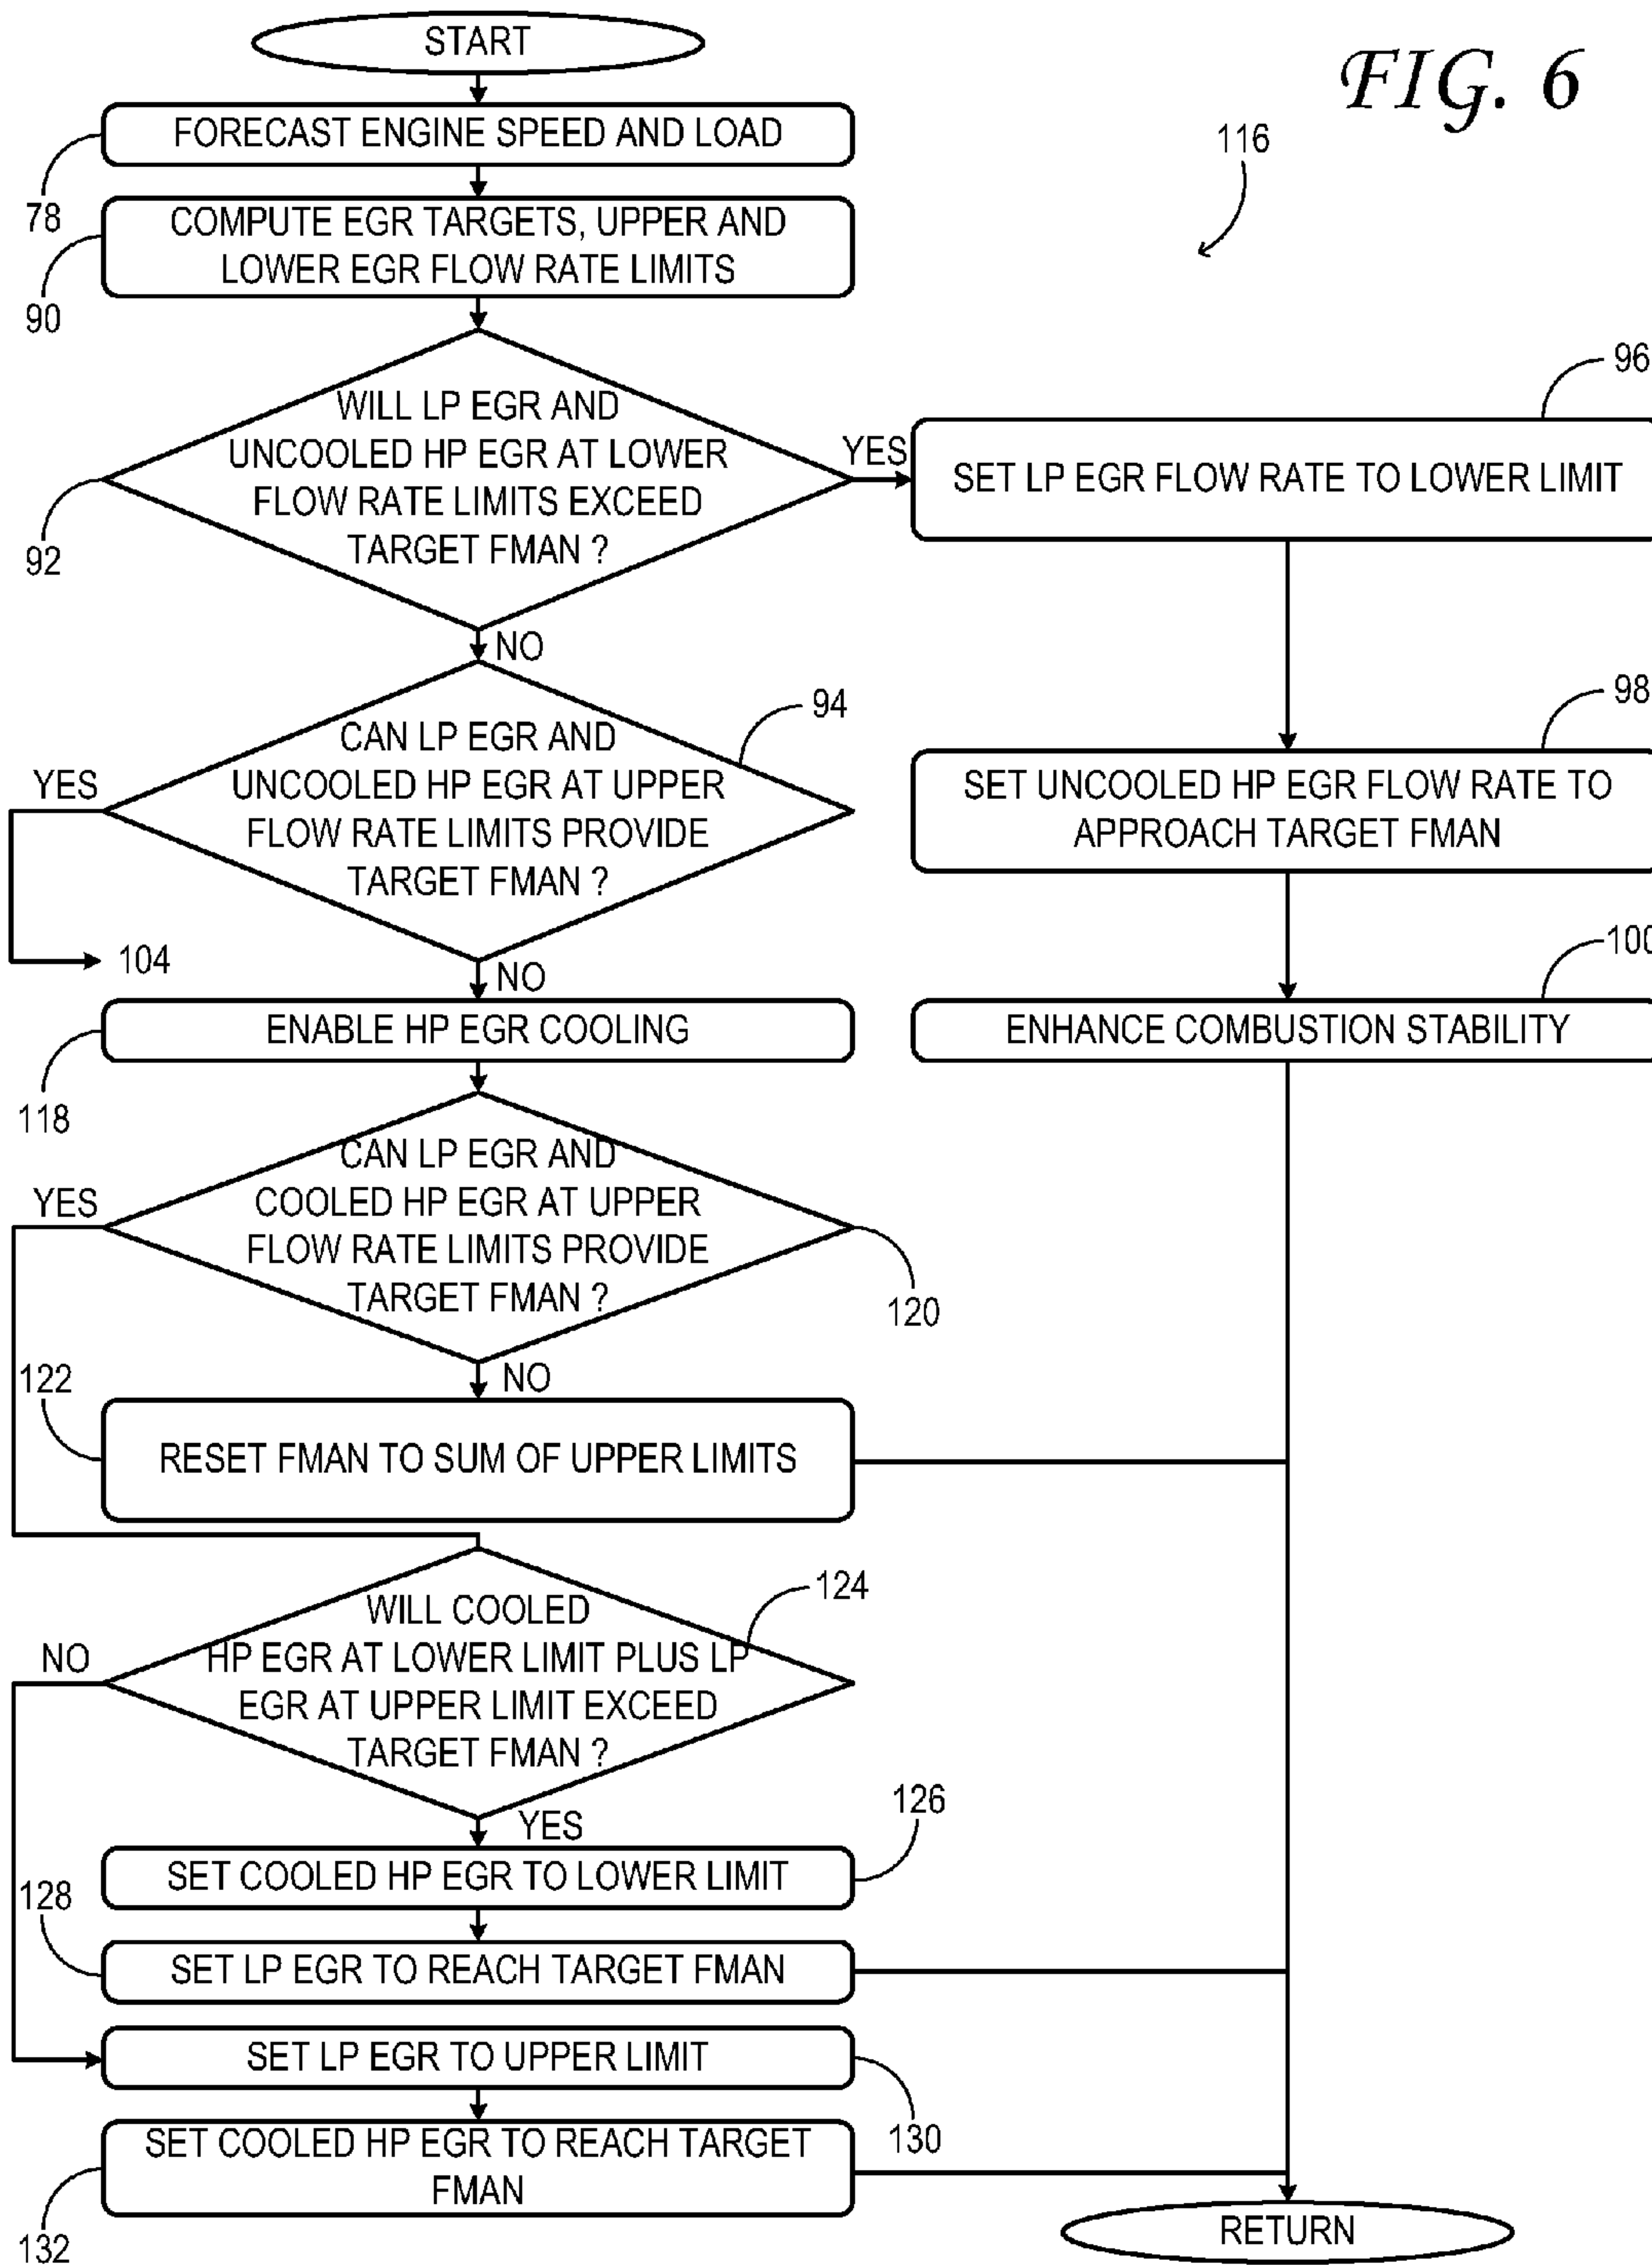 START
FIG. 6
116
FORECAST ENGINE SPEED AND LOAD
78
COMPUTE EGR TARGETS, UPPER AND
LOWER EGR FLOW RATE LIMITS
90
WILL LP EGR AND
UNCOOLED HP EGR AT LOWER
FLOW RATE LIMITS EXCEED
TARGET FMAN ?
92
YES
NO
96
SET LP EGR FLOW RATE TO LOWER LIMIT
94
CAN LP EGR AND
UNCOOLED HP EGR AT UPPER
FLOW RATE LIMITS PROVIDE
TARGET FMAN ?
YES
104
NO
98
SET UNCOOLED HP EGR FLOW RATE TO
APPROACH TARGET FMAN
100
ENHANCE COMBUSTION STABILITY
ENABLE HP EGR COOLING
118
CAN LP EGR AND
COOLED HP EGR AT UPPER
FLOW RATE LIMITS PROVIDE
TARGET FMAN ?
YES
120
NO
122
RESET FMAN TO SUM OF UPPER LIMITS
124
WILL COOLED
HP EGR AT LOWER LIMIT PLUS LP
EGR AT UPPER LIMIT EXCEED
TARGET FMAN ?
NO
YES
126
SET COOLED HP EGR TO LOWER LIMIT
128
SET LP EGR TO REACH TARGET FMAN
SET LP EGR TO UPPER LIMIT
130
SET COOLED HP EGR TO REACH TARGET
FMAN
132
RETURN